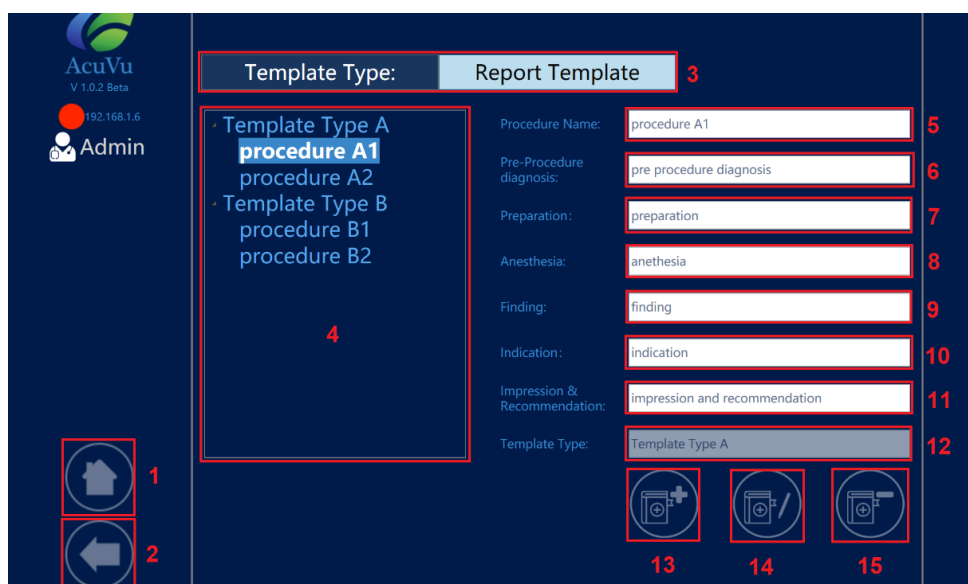 AcuVu
V 1.0.2 Beta
192.168.1.6
Admin
Template Type: Report Template 3
Template Type A
procedure A1
procedure A2
Template Type B
procedure B1
procedure B2
4
Procedure Name: procedure A1 5
Pre-Procedure
diagnosis: pre procedure diagnosis 6
Preparation: preparation 7
Anesthesia: anethesia 8
Finding: finding 9
Indication: indication 10
Impression &
Recommendation: impression and recommendation 11
Template Type: Template Type A 12
1
2
13 14 15